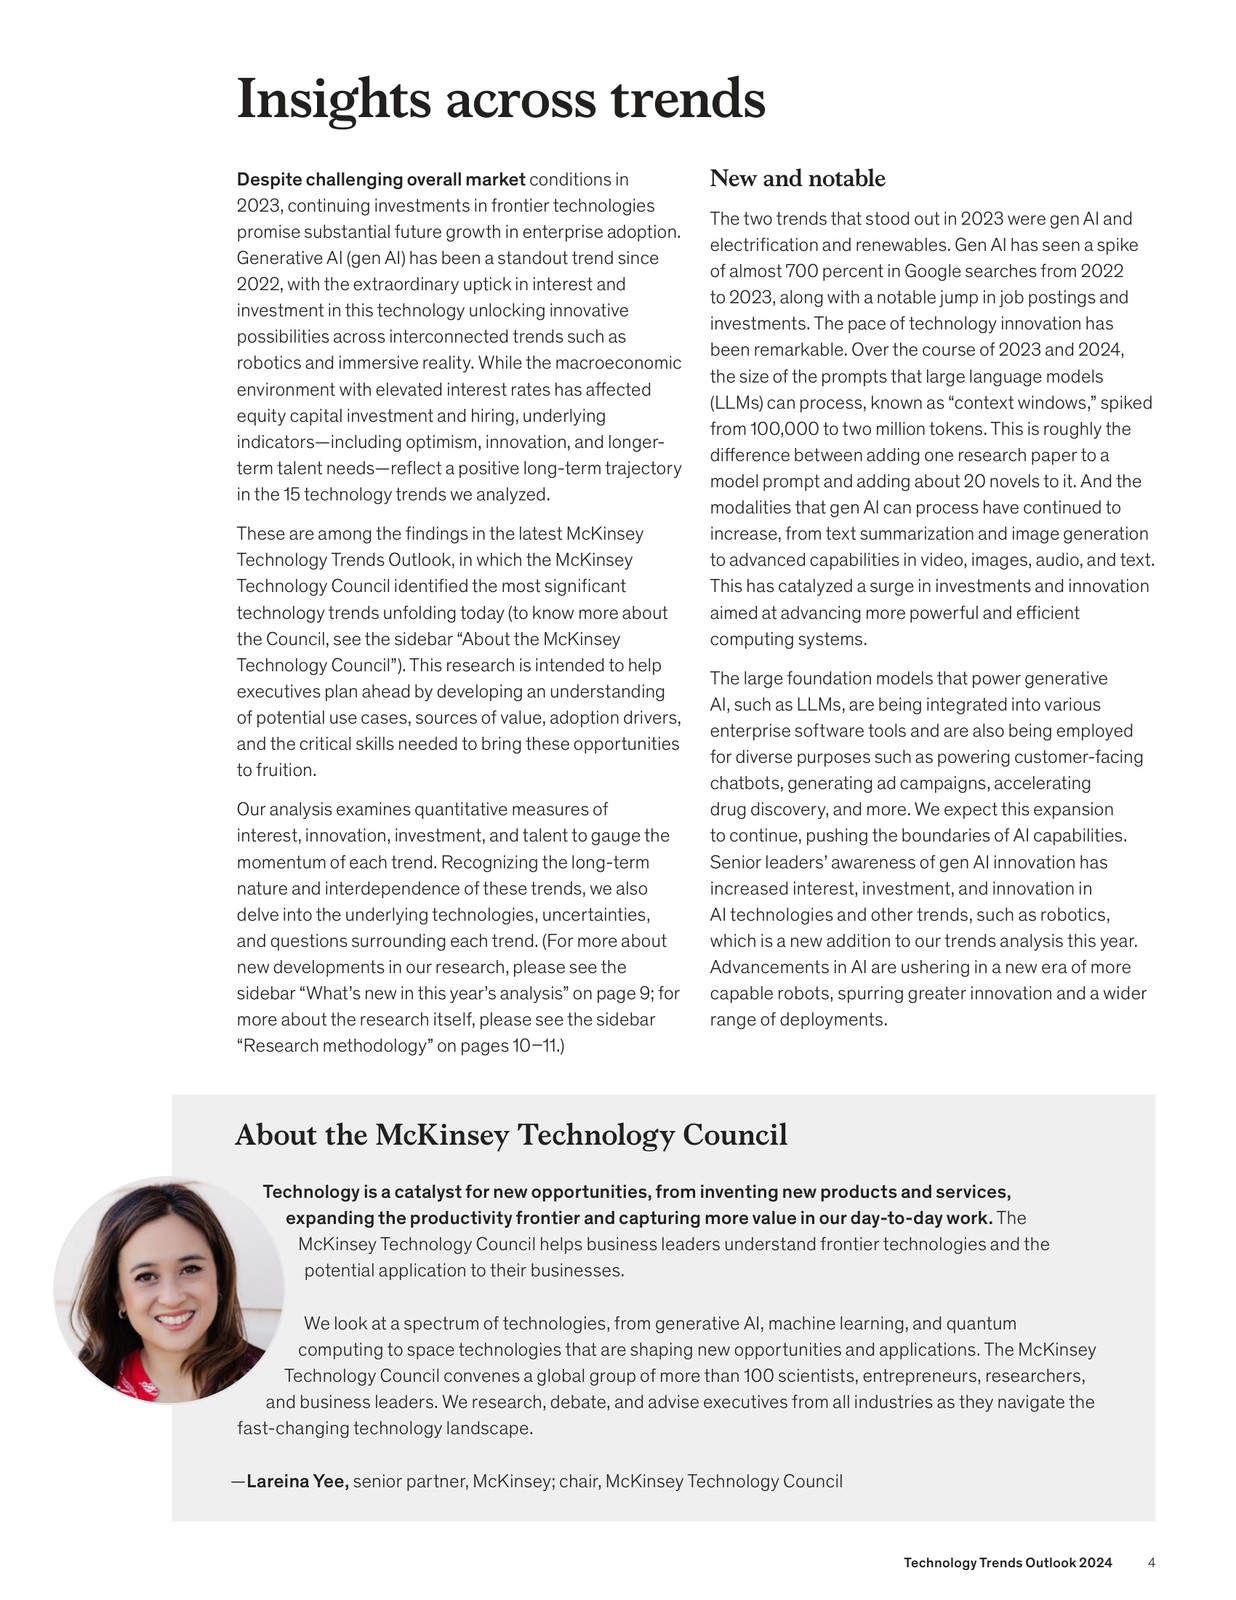 Insights across trends
Despite challenging overall market conditions in
2023, continuing investments in frontier technologies
promise substantial future growth in enterprise adoption.
Generative AI (gen AI) has been a standout trend since
2022, with the extraordinary uptick in interest and
investment in this technology unlocking innovative
possibilities across interconnected trends such as
robotics and immersive reality. While the macroeconomic
environment with elevated interest rates has affected
equity capital investment and hiring, underlying
indicators—including optimism, innovation, and longer-
term talent needs—reflect a positive long-term trajectory
in the 15 technology trends we analyzed.
These are among the findings in the latest McKinsey
Technology Trends Outlook, in which the McKinsey
Technology Council identified the most significant
technology trends unfolding today (to know more about
the Council, see the sidebar “About the McKinsey
Technology Council”). This research is intended to help
executives plan ahead by developing an understanding
of potential use cases, sources of value, adoption drivers,
and the critical skills needed to bring these opportunities
to fruition.
Our analysis examines quantitative measures of
interest, innovation, investment, and talent to gauge the
momentum of each trend. Recognizing the long-term
nature and interdependence of these trends, we also
delve into the underlying technologies, uncertainties,
and questions surrounding each trend. (For more about
new developments in our research, please see the
sidebar “What’s new in this year’s analysis” on page 9; for
more about the research itself, please see the sidebar
“Research methodology” on pages 10–11.)
New and notable
The two trends that stood out in 2023 were gen AI and
electrification and renewables. Gen AI has seen a spike
of almost 700 percent in Google searches from 2022
to 2023, along with a notable jump in job postings and
investments. The pace of technology innovation has
been remarkable. Over the course of 2023 and 2024,
the size of the prompts that large language models
(LLMs) can process, known as “context windows,” spiked
from 100,000 to two million tokens. This is roughly the
difference between adding one research paper to a
model prompt and adding about 20 novels to it. And the
modalities that gen AI can process have continued to
increase, from text summarization and image generation
to advanced capabilities in video, images, audio, and text.
This has catalyzed a surge in investments and innovation
aimed at advancing more powerful and efficient
computing systems.
The large foundation models that power generative
AI, such as LLMs, are being integrated into various
enterprise software tools and are also being employed
for diverse purposes such as powering customer-facing
chatbots, generating ad campaigns, accelerating
drug discovery, and more. We expect this expansion
to continue, pushing the boundaries of AI capabilities.
Senior leaders’ awareness of gen AI innovation has
increased interest, investment, and innovation in
AI technologies and other trends, such as robotics,
which is a new addition to our trends analysis this year.
Advancements in AI are ushering in a new era of more
capable robots, spurring greater innovation and a wider
range of deployments.
About the McKinsey Technology Council
Technology is a catalyst for new opportunities, from inventing new products and services,
expanding the productivity frontier and capturing more value in our day-to-day work. The
McKinsey Technology Council helps business leaders understand frontier technologies and the
potential application to their businesses.
We look at a spectrum of technologies, from generative AI, machine learning, and quantum
computing to space technologies that are shaping new opportunities and applications. The McKinsey
Technology Council convenes a global group of more than 100 scientists, entrepreneurs, researchers,
and business leaders. We research, debate, and advise executives from all industries as they navigate the
fast-changing technology landscape.
—Lareina Yee, senior partner, McKinsey; chair, McKinsey Technology Council
Technology Trends Outlook 2024 4